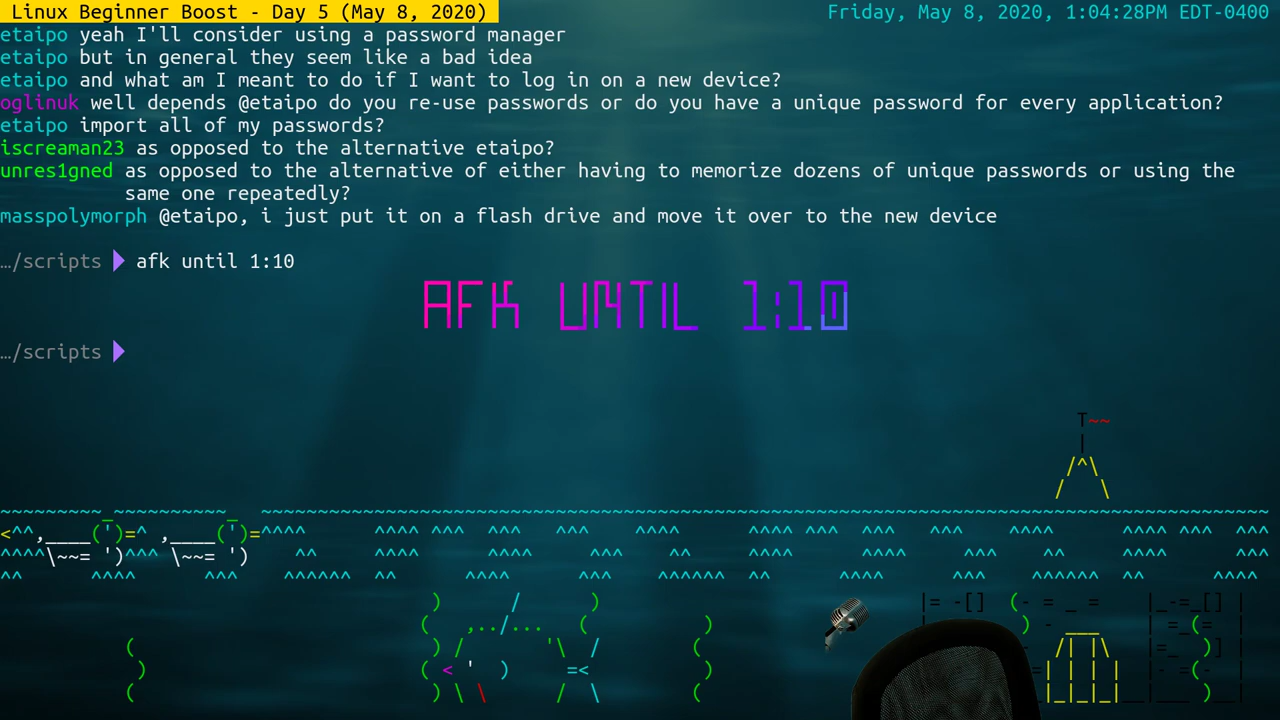 Linux Beginner Boost - Day 5 (May 8, 2020)
Friday, May 8, 2020, 1:04:28PM EDT-0400
etaipo yeah I'll consider using a password manager
etaipo but in general they seem like a bad idea
etaipo and what am I meant to do if I want to log in on a new device?
oglinuk well depends @etaipo do you re-use passwords or do you have a unique password for every application?
etaipo import all of my passwords?
iscreaman23 as opposed to the alternative etaipo?
unres1gned as opposed to the alternative of either having to memorize dozens of unique passwords or using the
same one repeatedly?
masspolymorph @etaipo, i just put it on a flash drive and move it over to the new device
…/scripts afk until 1:10
AFK UNTIL 1:10
…/scripts